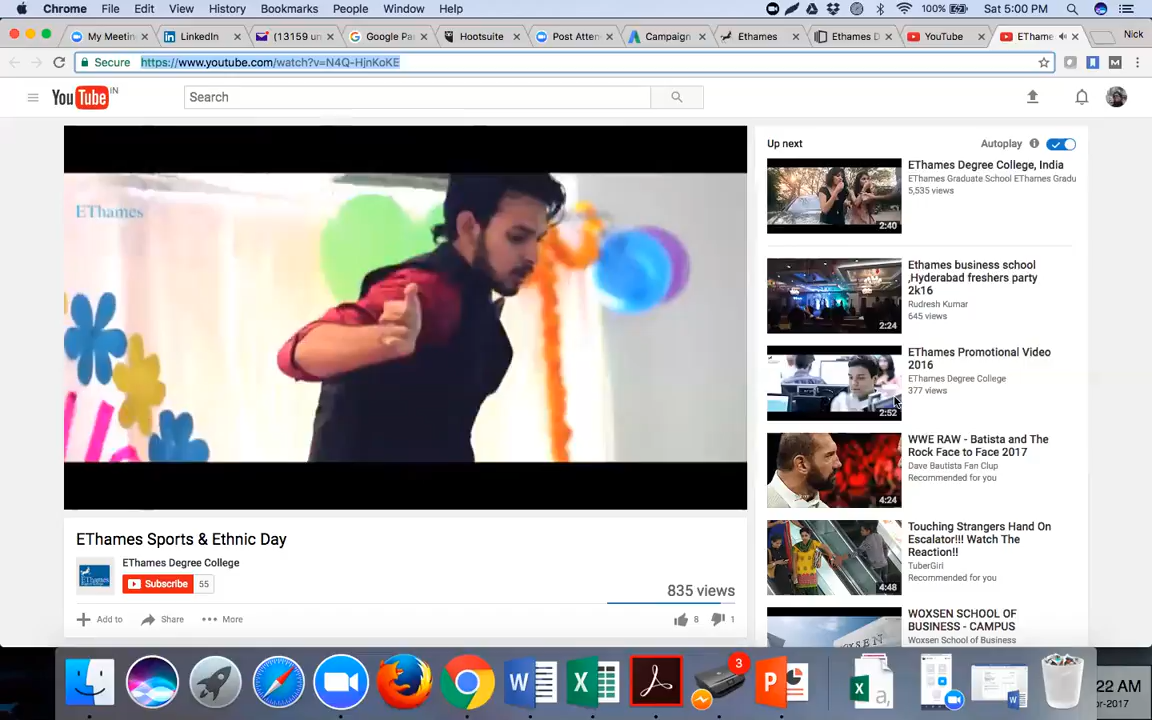 Chrome File Edit View History Bookmarks People Window Help 100% Sat 5:00 PM
My Meetin LinkedIn (13159 un Google Pa Hootsuite Post Atten Campaign Ethames Ethames D YouTube ETham Nick
Secure https://www.youtube.com/watch?v=N4Q-HjnKoKE
YouTube IN Search
EThames
Up next Autoplay
EThames Degree College, India
EThames Graduate School EThames Gradu
5,535 views
2:40
Ethames business school
,Hyderabad freshers party
2k16
Rudresh Kumar
645 views
2:24
EThames Promotional Video
2016
EThames Degree College
377 views
2:52
WWE RAW - Batista and The
Rock Face to Face 2017
Dave Bautista Fan Clup
Recommended for you
4:24
Touching Strangers Hand On
Escalator!!! Watch The
Reaction!!
TuberGiri
Recommended for you
4:48
WOXSEN SCHOOL OF
BUSINESS - CAMPUS
Woxsen School of Business
EThames Sports & Ethnic Day
EThames Degree College
Subscribe 55
835 views
Add to Share More 8 1
3
22 AM
pr-2017